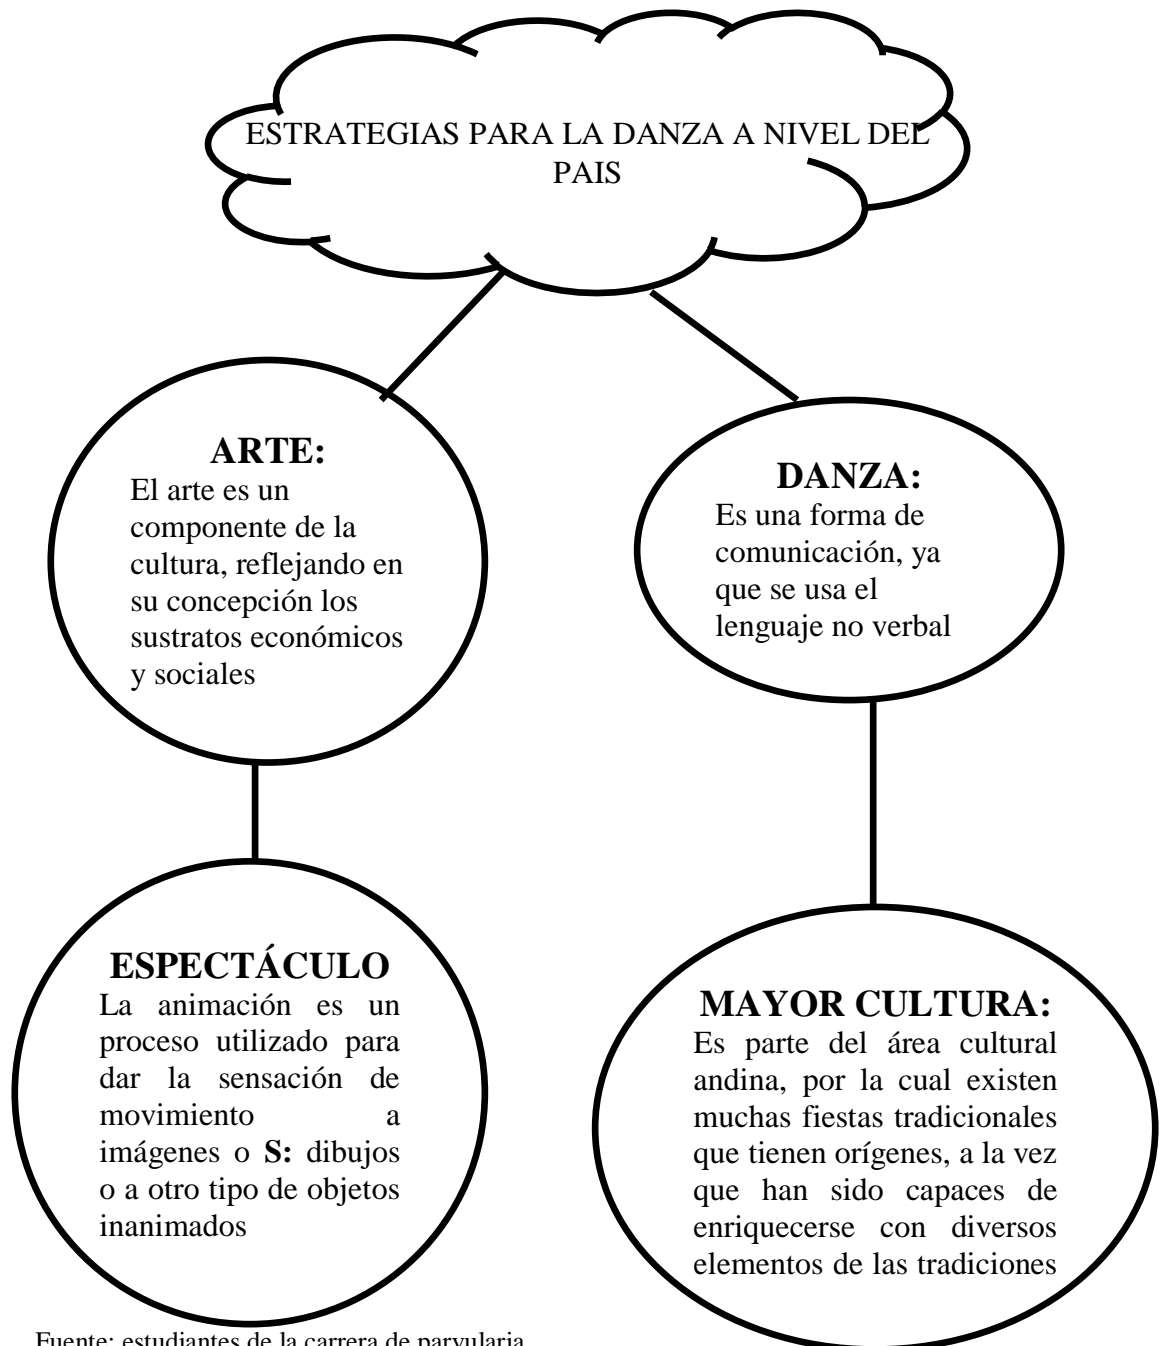 ESTRATEGIAS PARA LA DANZA A NIVEL DEL
PAIS
ARTE:
El arte es un
componente de la
cultura, reflejando en
su concepción los
sustratos económicos
y sociales
DANZA:
Es una forma de
comunicación, ya
que se usa el
lenguaje no verbal
ESPECTÁCULO
La animación es un
proceso utilizado para
dar la sensación de
movimiento a
imágenes o S: dibujos
o a otro tipo de objetos
inanimados
MAYOR CULTURA:
Es parte del área cultural
andina, por la cual existen
muchas fiestas tradicionales
que tienen orígenes, a la vez
que han sido capaces de
enriquecerse con diversos
elementos de las tradiciones
Fuente: estudiantes de la carrera de parvularia